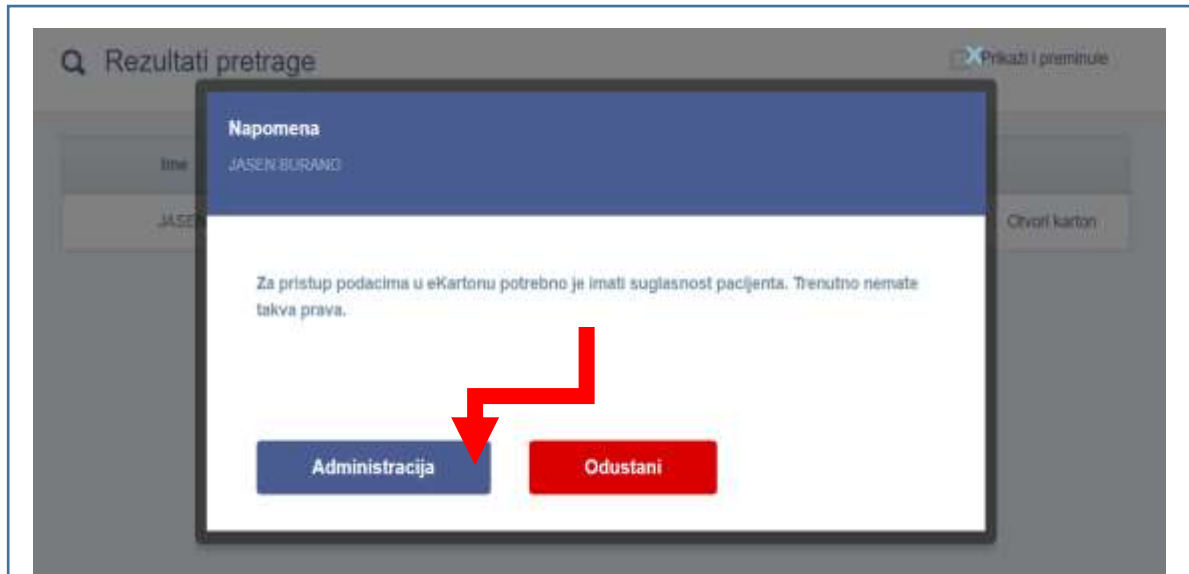 Rezultati pretrage
Prikaži i preminule
Napomena
JASEN BURANO
Ime
JASEN
Otvori karton
Za pristup podacima u eKartonu potrebno je imati suglasnost pacijenta. Trenutno nemate
takva prava.
Administracija
Odustani